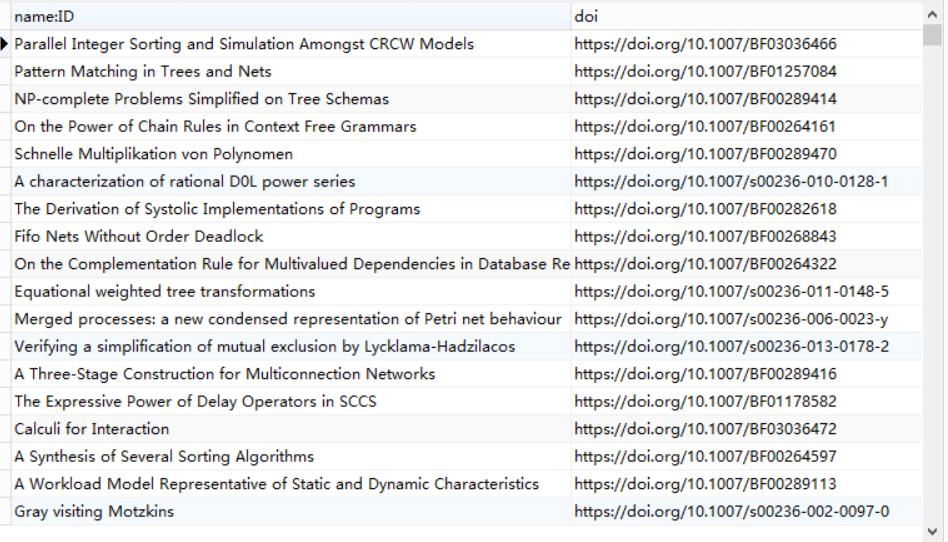 name:ID doi
Parallel Integer Sorting and Simulation Amongst CRCW Models https://doi.org/10.1007/BF03036466
Pattern Matching in Trees and Nets https://doi.org/10.1007/BF01257084
NP-complete Problems Simplified on Tree Schemas https://doi.org/10.1007/BF00289414
On the Power of Chain Rules in Context Free Grammars https://doi.org/10.1007/BF00264161
Schnelle Multiplikation von Polynomen https://doi.org/10.1007/BF00289470
A characterization of rational D0L power series https://doi.org/10.1007/s00236-010-0128-1
The Derivation of Systolic Implementations of Programs https://doi.org/10.1007/BF00282618
Fifo Nets Without Order Deadlock https://doi.org/10.1007/BF00268843
On the Complementation Rule for Multivalued Dependencies in Database Re https://doi.org/10.1007/BF00264322
Equational weighted tree transformations https://doi.org/10.1007/s00236-011-0148-5
Merged processes: a new condensed representation of Petri net behaviour https://doi.org/10.1007/s00236-006-0023-y
Verifying a simplification of mutual exclusion by Lycklama-Hadzilacos https://doi.org/10.1007/s00236-013-0178-2
A Three-Stage Construction for Multiconnection Networks https://doi.org/10.1007/BF00289416
The Expressive Power of Delay Operators in SCCS https://doi.org/10.1007/BF01178582
Calculi for Interaction https://doi.org/10.1007/BF03036472
A Synthesis of Several Sorting Algorithms https://doi.org/10.1007/BF00264597
A Workload Model Representative of Static and Dynamic Characteristics https://doi.org/10.1007/BF00289113
Gray visiting Motzkins https://doi.org/10.1007/s00236-002-0097-0